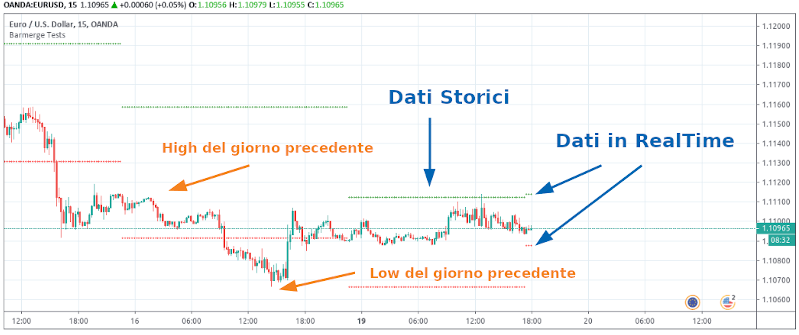 OANDA:EURUSD, 15 1.10965 ▲ +0.00060 (+0.05%) O:1.10956 H:1.10979 L:1.10955 C:1.10965
Euro / U.S. Dollar, 15, OANDA
Barmerge Tests
Dati Storici
Dati in RealTime
High del giorno precedente
Low del giorno precedente
1.12000
1.11900
1.11800
1.11700
1.11600
1.11500
1.11400
1.11300
1.11200
1.11100
1.11000
1.10965
08:32
1.10800
1.10700
1.10600
2
12:00 18:00 16 06:00 12:00 18:00 19 06:00 12:00 18:00 20 06:00 12:00